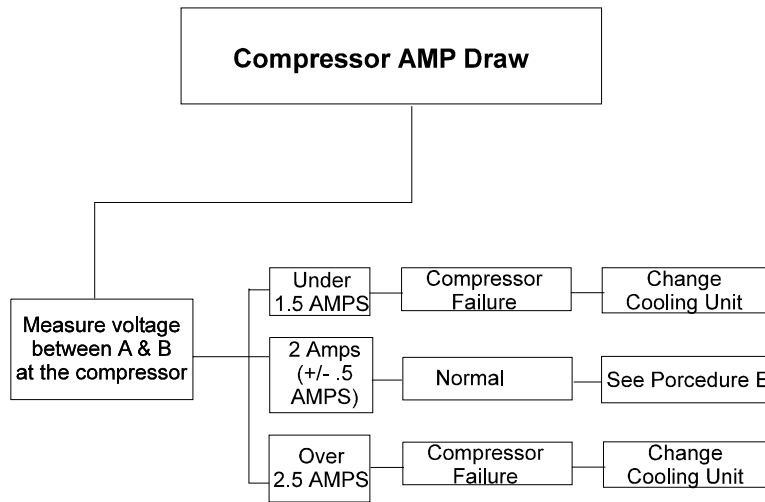 Compressor AMP Draw
Measure voltage
between A & B
at the compressor
Under
1.5 AMPS
Compressor
Failure
Change
Cooling Unit
2 Amps
(+/- .5
AMPS)
Normal
See Porcedure E
Over
2.5 AMPS
Compressor
Failure
Change
Cooling Unit